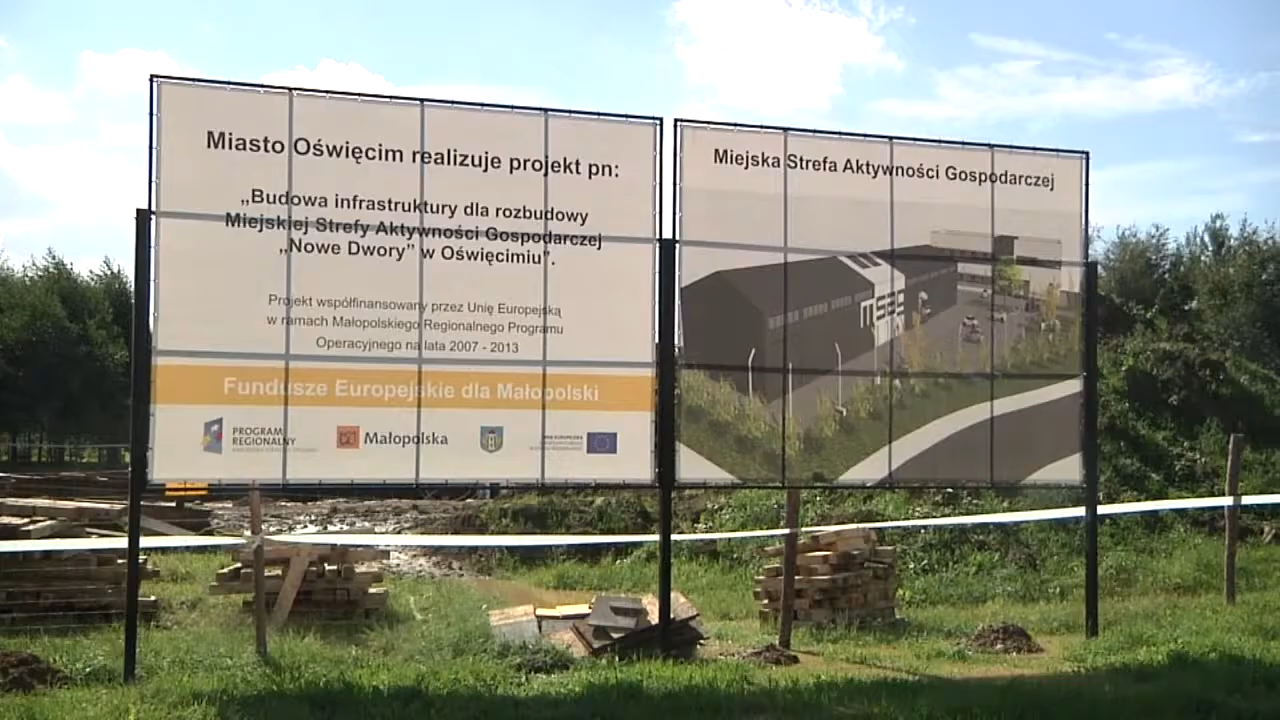 Miasto Oświęcim realizuje projekt pn:
„Budowa infrastruktury dla rozbudowy
Miejskiej Strefy Aktywności Gospodarczej
„Nowe Dwory” w Oświęcimiu”.
Projekt współfinansowany przez Unię Europejską
w ramach Małopolskiego Regionalnego Programu
Operacyjnego na lata 2007 - 2013
Fundusze Europejskie dla Małopolski
PROGRAM
REGIONALNY
Małopolska
Miejska Strefa Aktywności Gospodarczej
msag